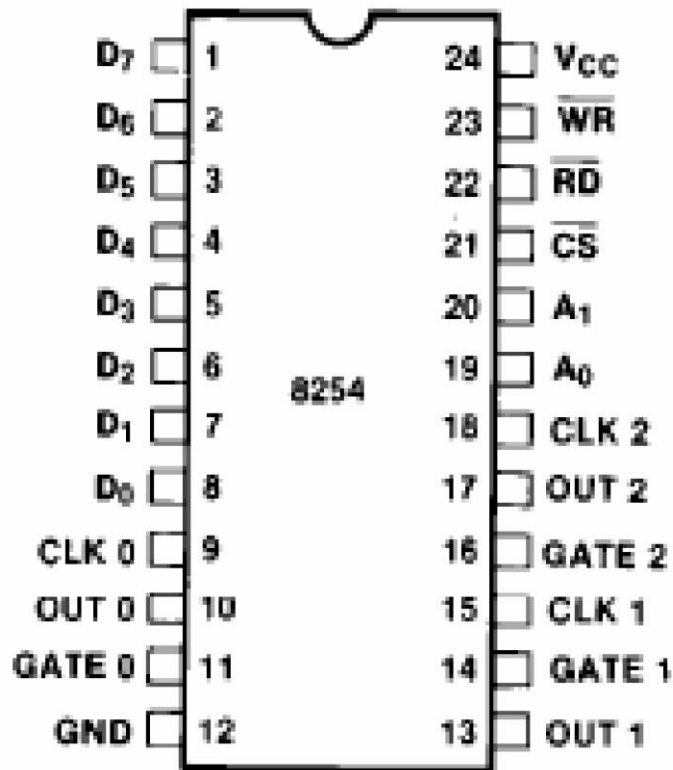 D7 1 24 VCC
D6 2 23 WR
D5 3 22 RD
D4 4 21 CS
D3 5 20 A1
D2 6 19 A0
8254
D1 7 18 CLK 2
D0 8 17 OUT 2
CLK 0 9 16 GATE 2
OUT 0 10 15 CLK 1
GATE 0 11 14 GATE 1
GND 12 13 OUT 1